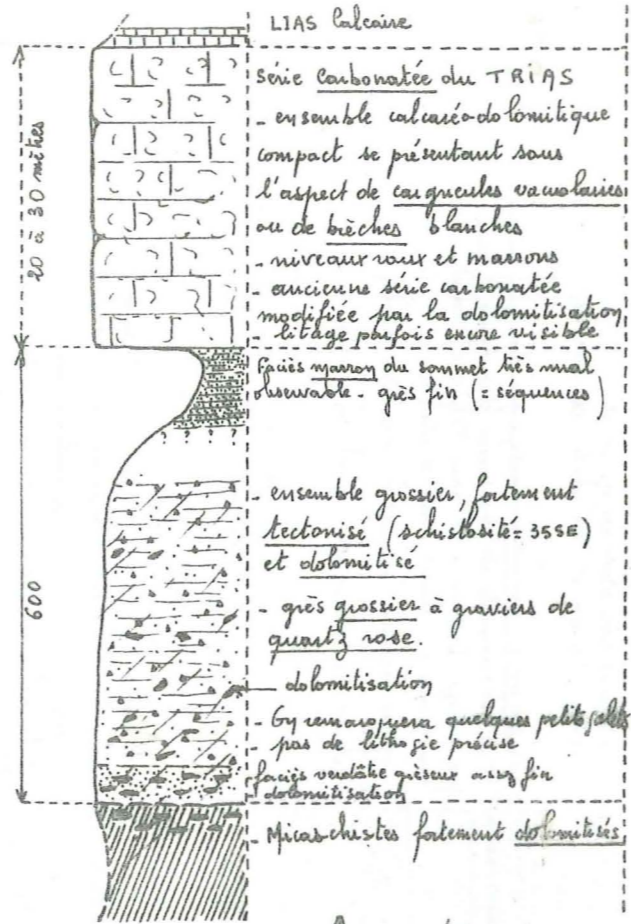 LIAS Calcaire
20 à 30 mètres
série carbonatée du TRIAS
- ensemble calcaréo-dolomitique
compact se présentant sous
l'aspect de cargneules vacuolaires
ou de brèches blanches
- niveaux roux et marrons
- ancienne série carbonatée
modifiée par la dolomitisation
- litage parfois encore visible
faciès marron du sommet très mal
observable - grès fin (= séquences)
? ? ? ?
600
- ensemble grossier, fortement
tectonisé (schistosité = 35SE)
et dolomitisé
- grès grossier à graviers de
quartz rose.
dolomitisation
- On remarquera quelques petits galets
- pas de lithogie précise
faciès verdâtre gréseux assez fin
dolomitisation
- Micaschistes fortement dolomitisés